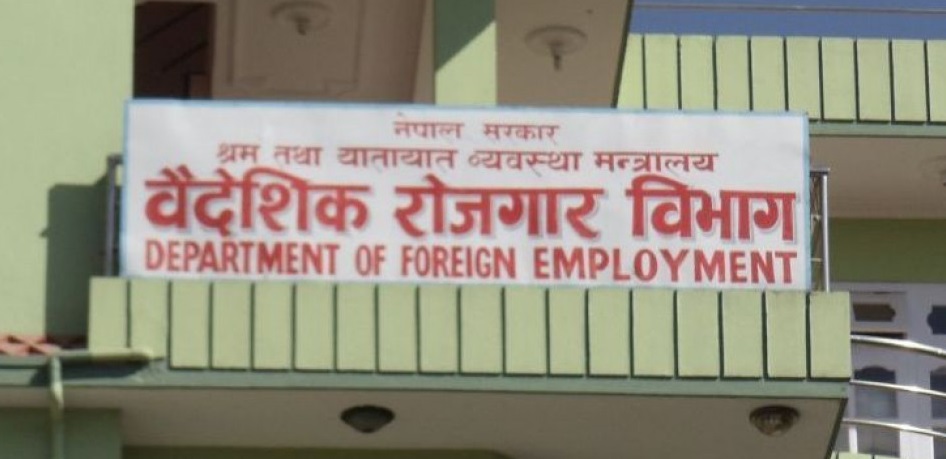 नेपाल सरकार
श्रम तथा यातायात व्यवस्था मन्त्रालय
वैदेशिक रोजगार विभाग
DEPARTMENT OF FOREIGN EMPLOYMENT